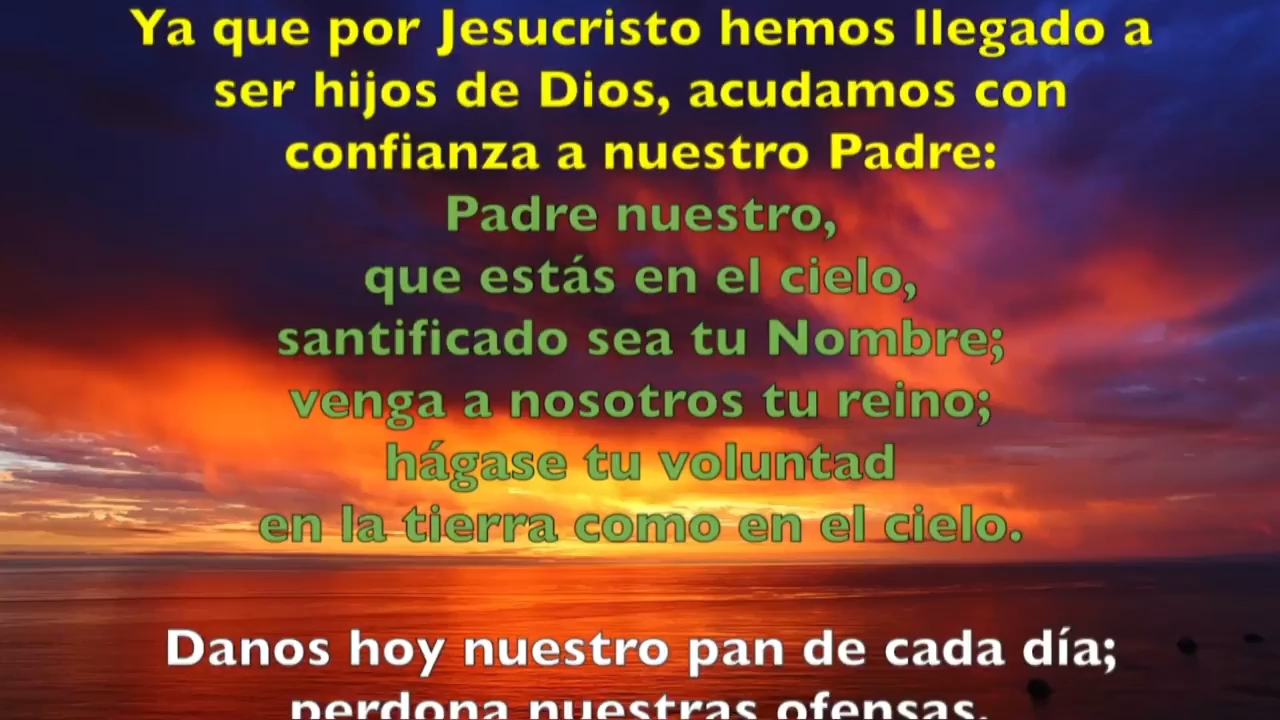 Ya que por Jesucristo hemos llegado a
ser hijos de Dios, acudamos con
confianza a nuestro Padre:
Padre nuestro,
que estás en el cielo,
santificado sea tu Nombre;
venga a nosotros tu reino;
hágase tu voluntad
en la tierra como en el cielo.
Danos hoy nuestro pan de cada día;
perdona nuestras ofensas,